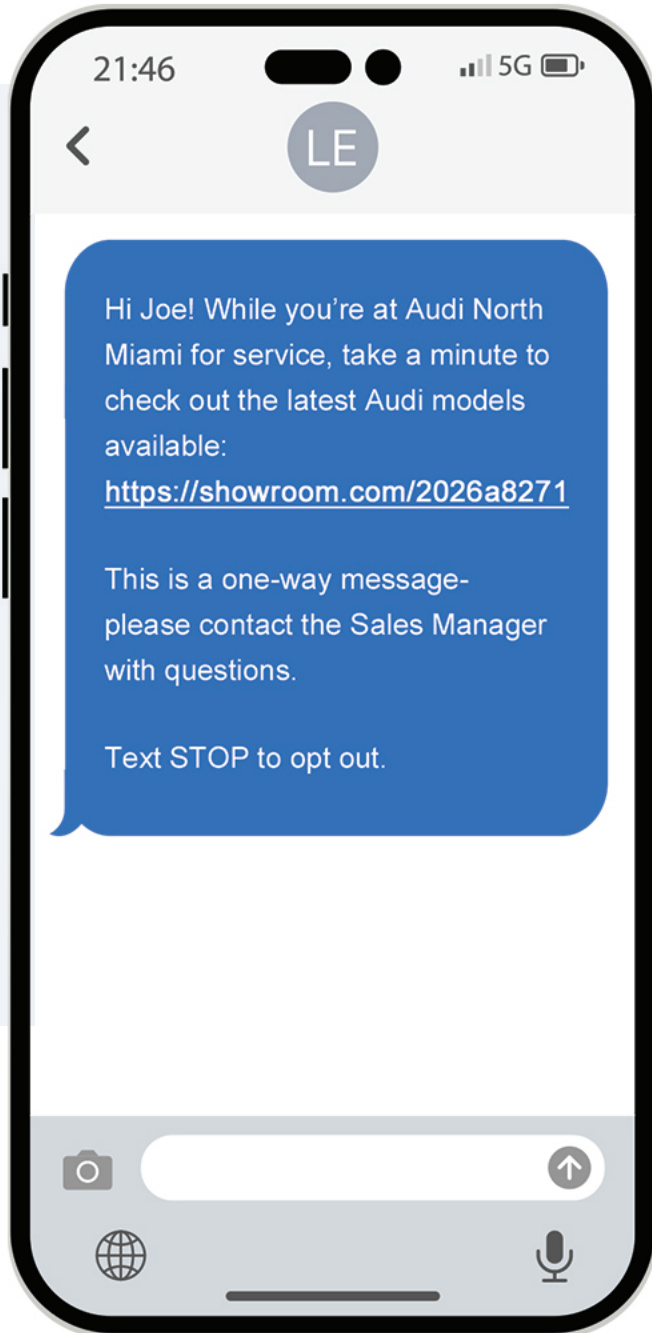 21:46
5G
LE
Hi Joe! While you’re at Audi North
Miami for service, take a minute to
check out the latest Audi models
available:
https://showroom.com/2026a8271
This is a one-way message-
please contact the Sales Manager
with questions.
Text STOP to opt out.